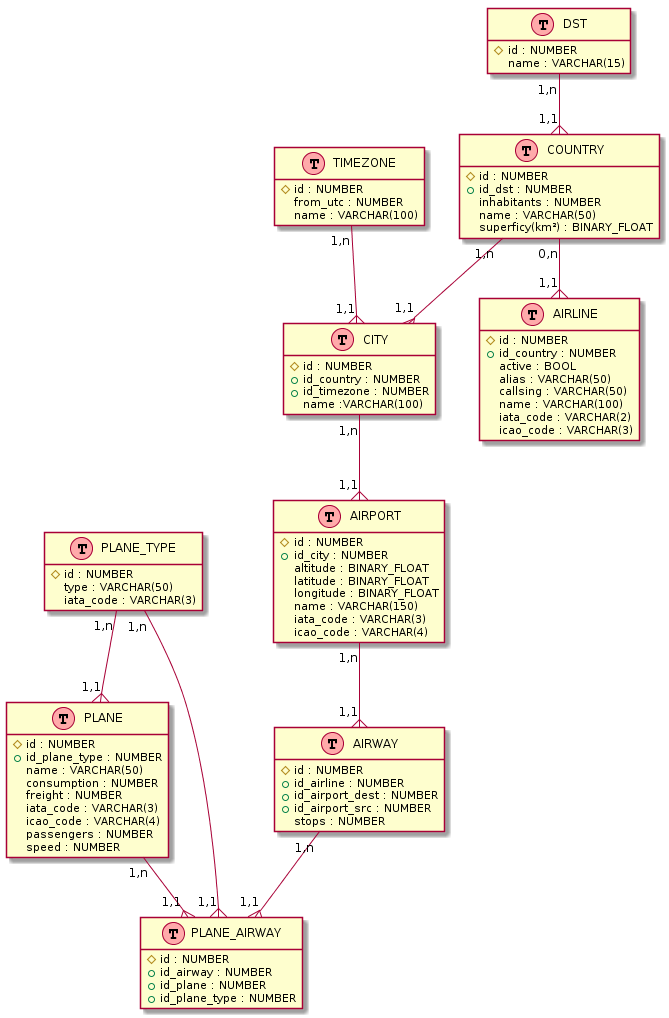 T DST
id : NUMBER
name : VARCHAR(15)
1,n
1,1
T COUNTRY
id : NUMBER
id_dst : NUMBER
inhabitants : NUMBER
name : VARCHAR(50)
superficy(km²) : BINARY_FLOAT
T TIMEZONE
id : NUMBER
from_utc : NUMBER
name : VARCHAR(100)
1,n
1,n
0,n
1,1
1,1
1,1
T AIRLINE
id : NUMBER
id_country : NUMBER
active : BOOL
alias : VARCHAR(50)
callsing : VARCHAR(50)
name : VARCHAR(100)
iata_code : VARCHAR(2)
icao_code : VARCHAR(3)
T CITY
id : NUMBER
id_country : NUMBER
id_timezone : NUMBER
name :VARCHAR(100)
1,n
1,1
T AIRPORT
id : NUMBER
id_city : NUMBER
altitude : BINARY_FLOAT
latitude : BINARY_FLOAT
longitude : BINARY_FLOAT
name : VARCHAR(150)
iata_code : VARCHAR(3)
icao_code : VARCHAR(4)
T PLANE_TYPE
id : NUMBER
type : VARCHAR(50)
iata_code : VARCHAR(3)
1,n
1,n
1,n
1,1
1,1
T PLANE
id : NUMBER
id_plane_type : NUMBER
name : VARCHAR(50)
consumption : NUMBER
freight : NUMBER
iata_code : VARCHAR(3)
icao_code : VARCHAR(4)
passengers : NUMBER
speed : NUMBER
T AIRWAY
id : NUMBER
id_airline : NUMBER
id_airport_dest : NUMBER
id_airport_src : NUMBER
stops : NUMBER
1,n
1,n
1,1
1,1
1,1
T PLANE_AIRWAY
id : NUMBER
id_airway : NUMBER
id_plane : NUMBER
id_plane_type : NUMBER